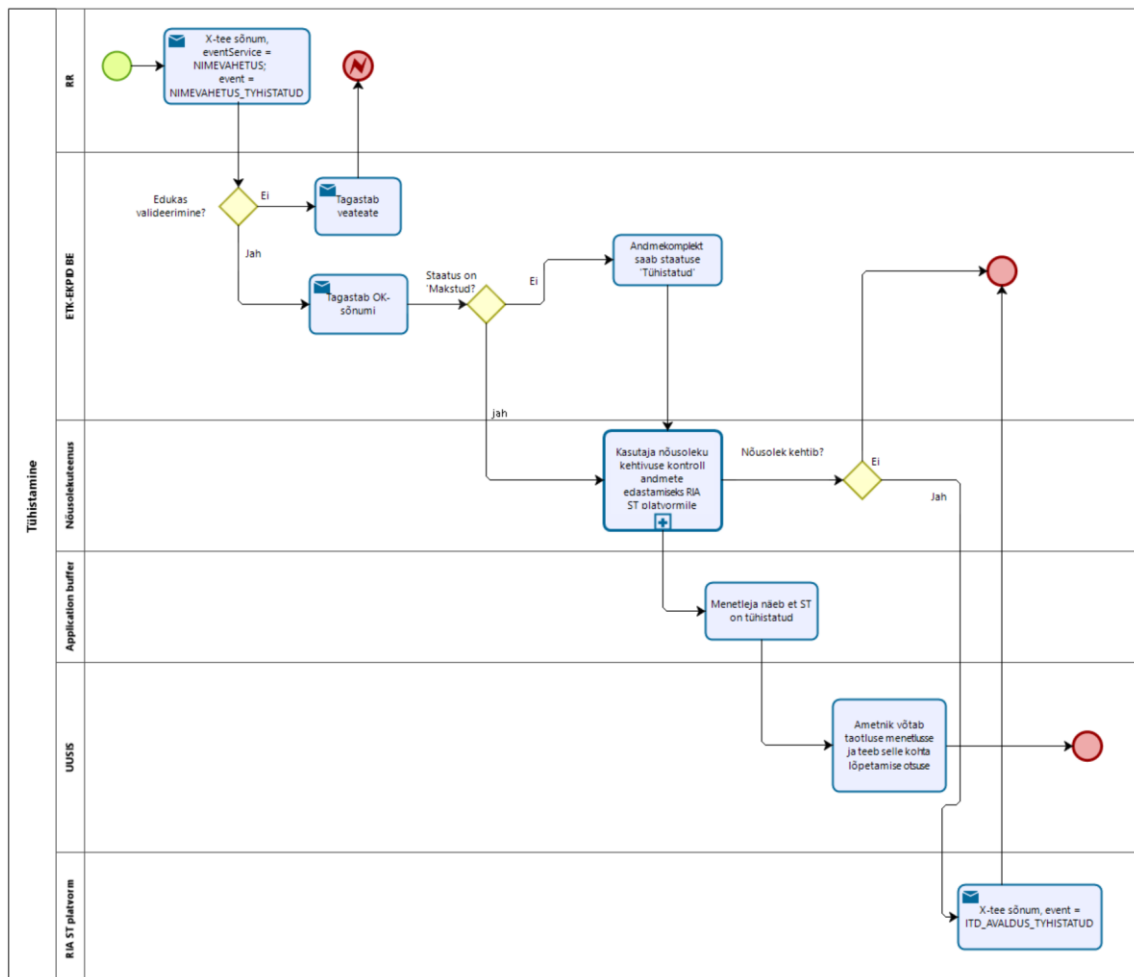 Tühistamine
RR
X-tee sõnum,
eventService =
NIMEVAHETUS;
event =
NIMEVAHETUS_TYHISTATUD
ETK-EKPID BE
Edukas
valideerimine?
Ei
Tagastab
veateate
Jah
Tagastab OK-
sõnumi
Staatus on
'Makstud?
Ei
Andmekomplekt
saab staatuse
'Tühistatud'
jah
Nõusolekuteenus
Kasutaja nõusoleku
kehtivuse kontroll
andmete
edastamiseks RIA
ST platvormile
Nõusolek kehtib?
Ei
Jah
Application buffer
Menetleja näeb et ST
on tühistatud
UUSIS
Ametnik võtab
taotluse menetlusse
ja teeb selle kohta
lõpetamise otsuse
RIA ST platvorm
X-tee sõnum, event =
ITD_AVALDUS_TYHISTATUD